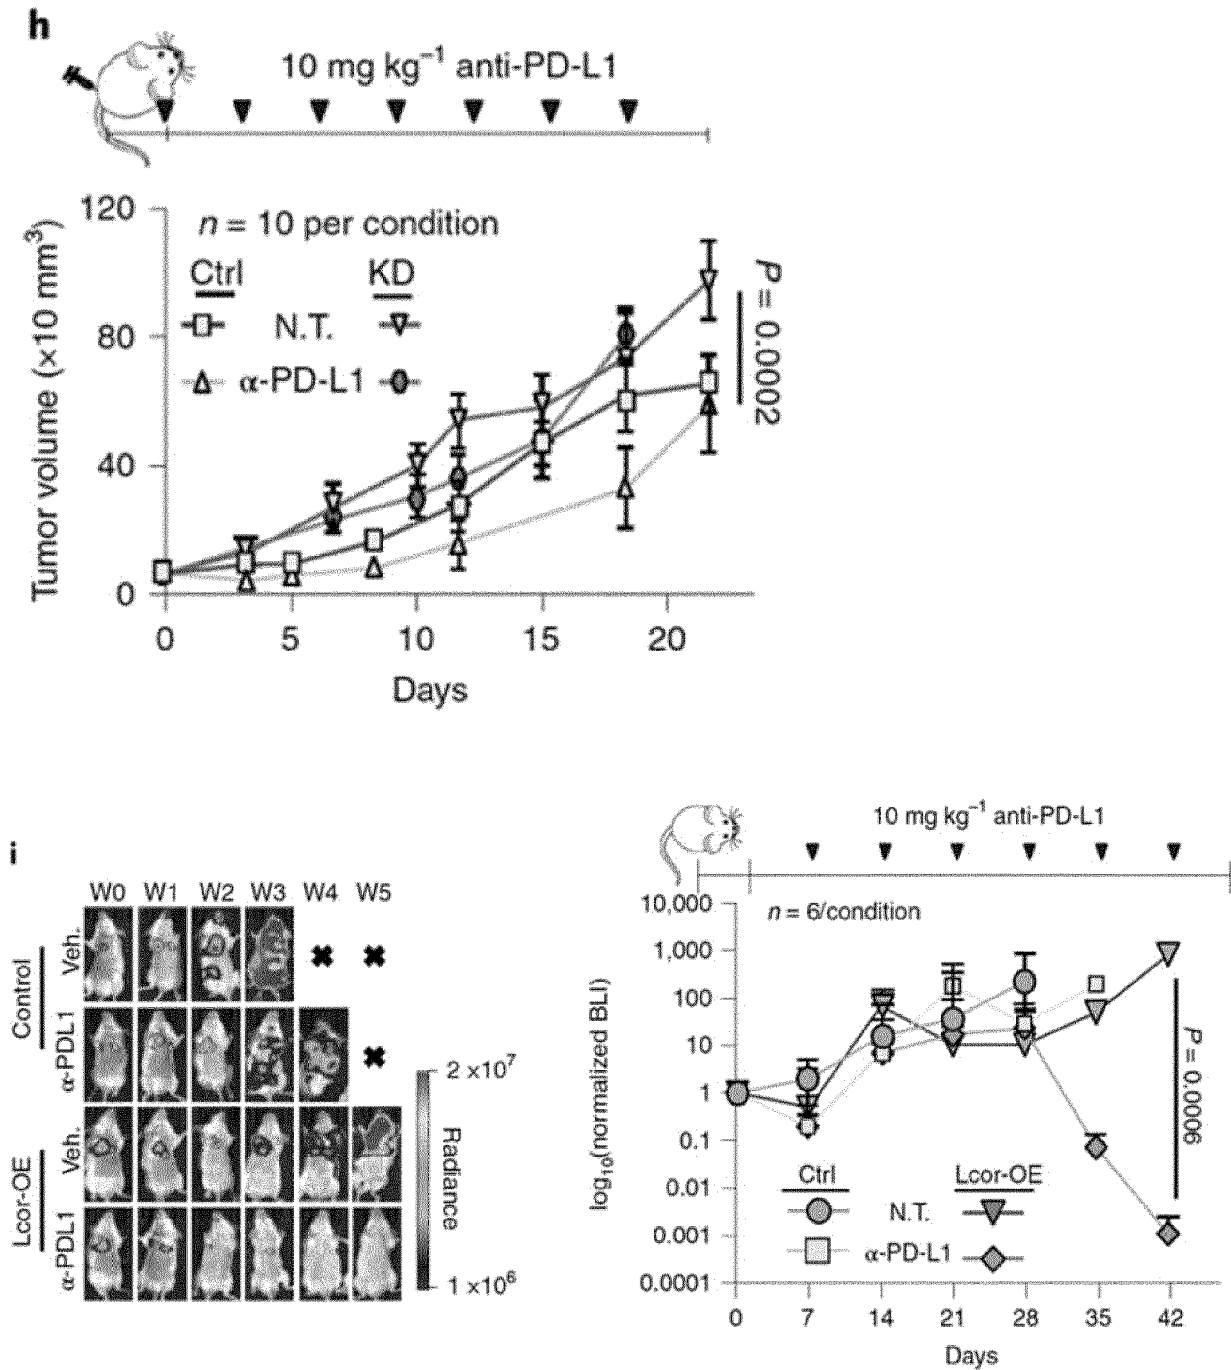 h
10 mg kg⁻¹ anti-PD-L1
120
80
40
0
Tumor volume (×10 mm³)
n = 10 per condition
Ctrl KD
N.T.
α-PD-L1
P = 0.0002
0 5 10 15 20
Days
i
W0 W1 W2 W3 W4 W5
Control
Veh.
α-PDL1
Lcor-OE
Veh.
α-PDL1
2 ×10⁷
Radiance
1 ×10⁶
10 mg kg⁻¹ anti-PD-L1
n = 6/condition
10,000
1,000
100
10
1
0.1
0.01
0.001
0.0001
log₁₀(normalized BLI)
Ctrl Lcor-OE
N.T.
α-PD-L1
P = 0.0006
0 7 14 21 28 35 42
Days